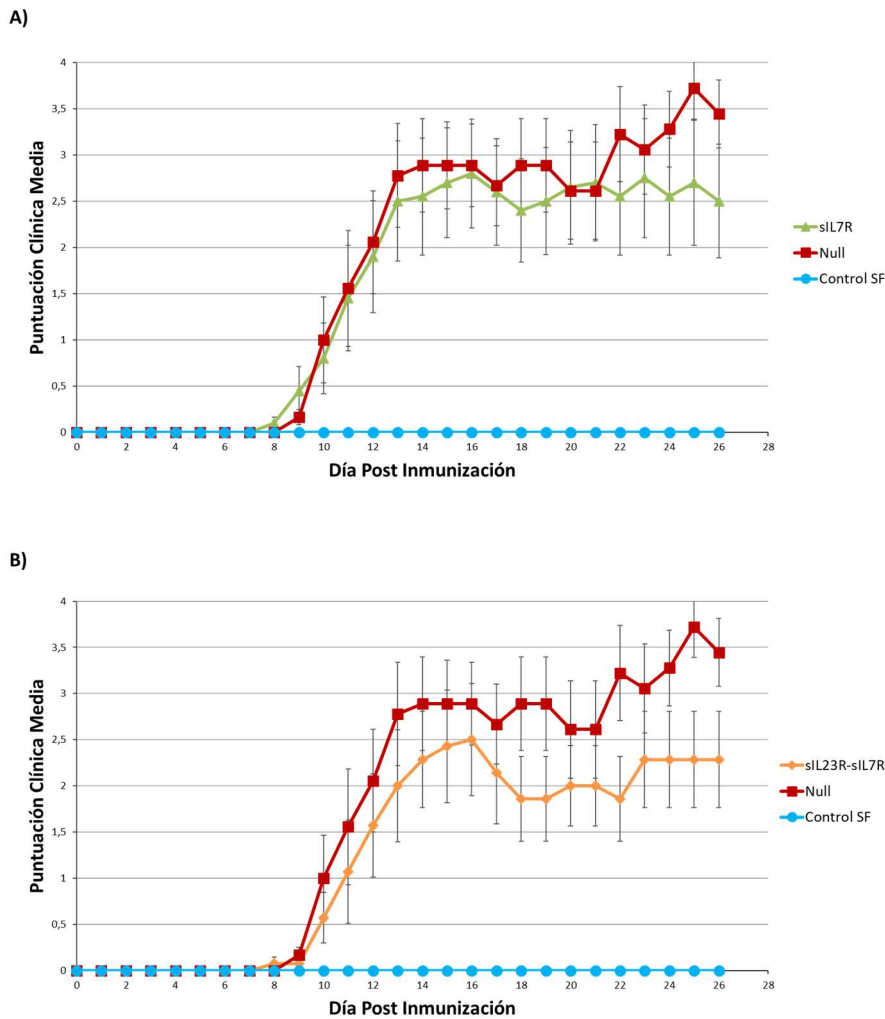 A)
4
3,5
3
2,5
2
1,5
1
0,5
0
Puntuación Clínica Media
0 2 4 6 8 10 12 14 16 18 20 22 24 26 28
Día Post Inmunización
sIL7R
Null
Control SF
B)
4
3,5
3
2,5
2
1,5
1
0,5
0
Puntuación Clínica Media
0 2 4 6 8 10 12 14 16 18 20 22 24 26 28
Día Post Inmunización
sIL23R-sIL7R
Null
Control SF